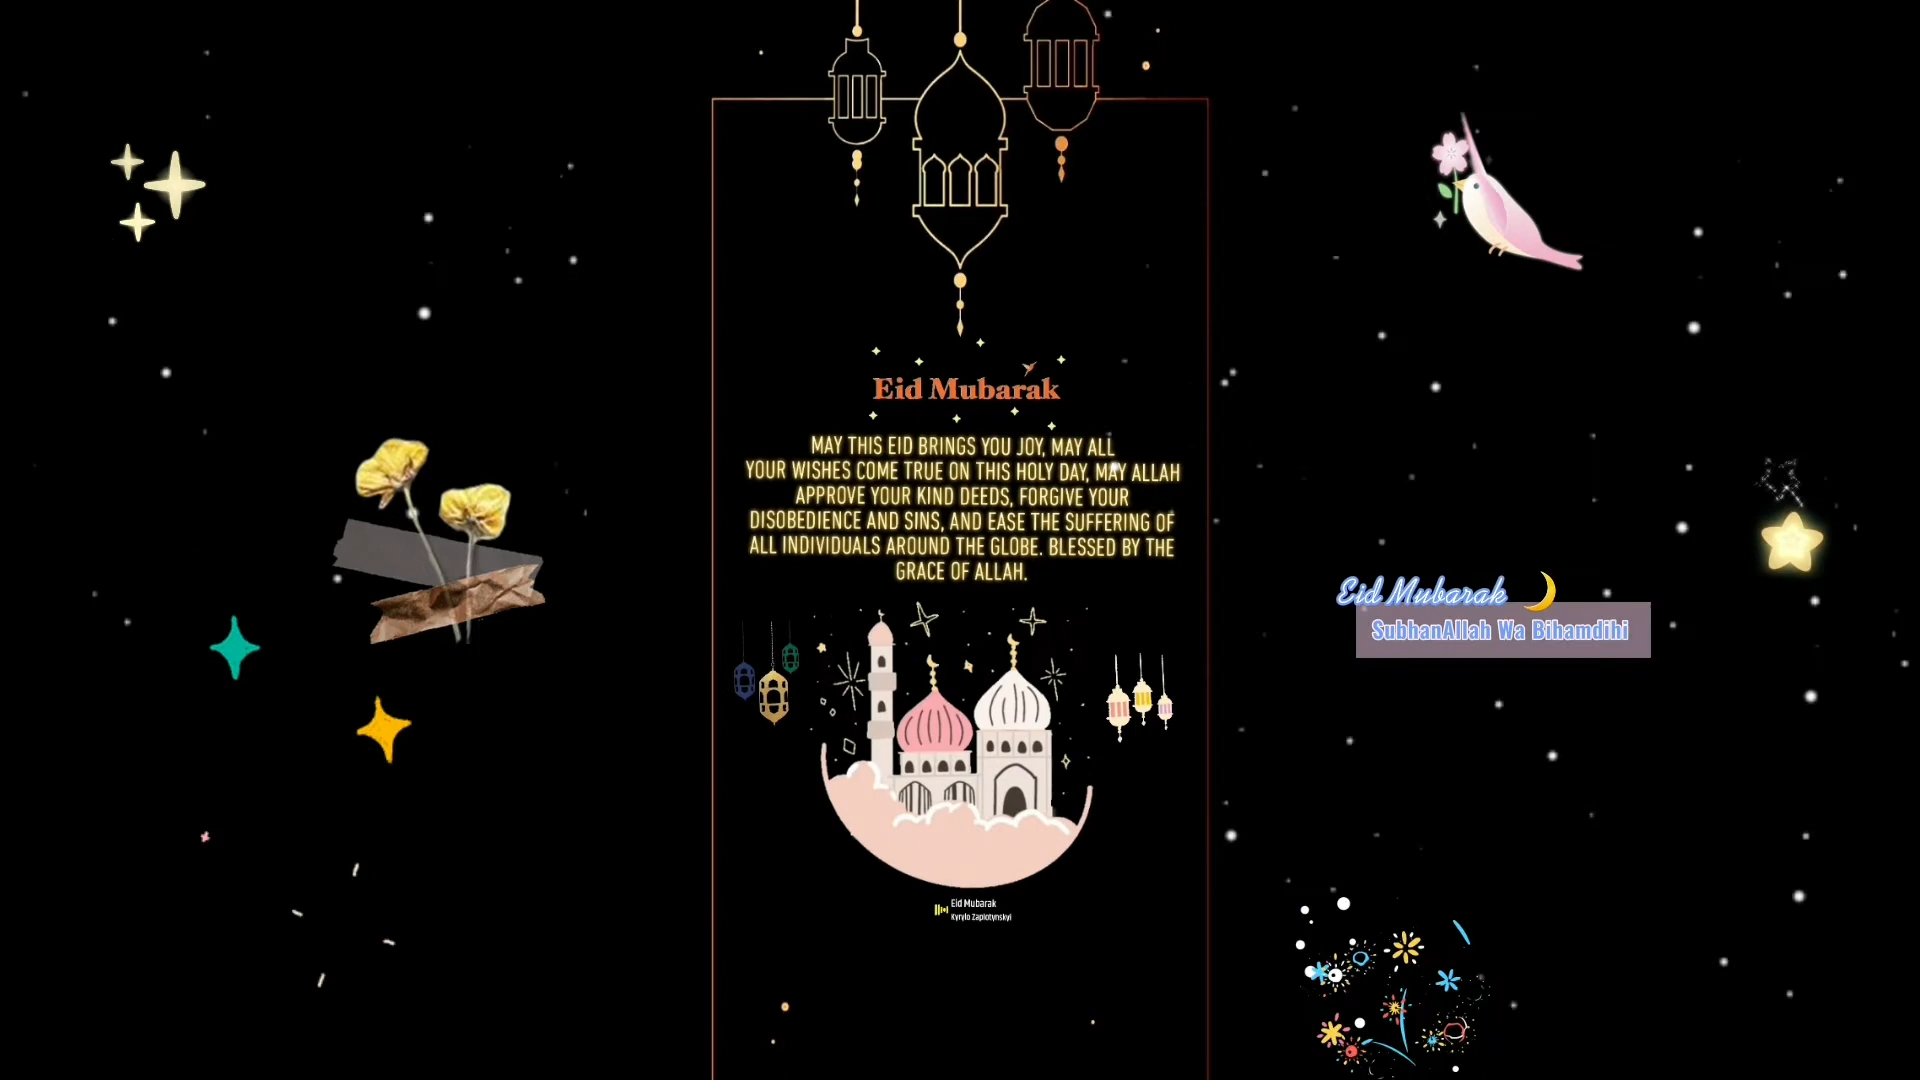 Eid Mubarak
MAY THIS EID BRINGS YOU JOY, MAY ALL
YOUR WISHES COME TRUE ON THIS HOLY DAY, MAY ALLAH
APPROVE YOUR KIND DEEDS, FORGIVE YOUR
DISOBEDIENCE AND SINS, AND EASE THE SUFFERING OF
ALL INDIVIDUALS AROUND THE GLOBE. BLESSED BY THE
GRACE OF ALLAH.
Eid Mubarak
Kyrylo Zaplotynskyi
Eid Mubarak
SubhanAllah Wa Bihamdihi